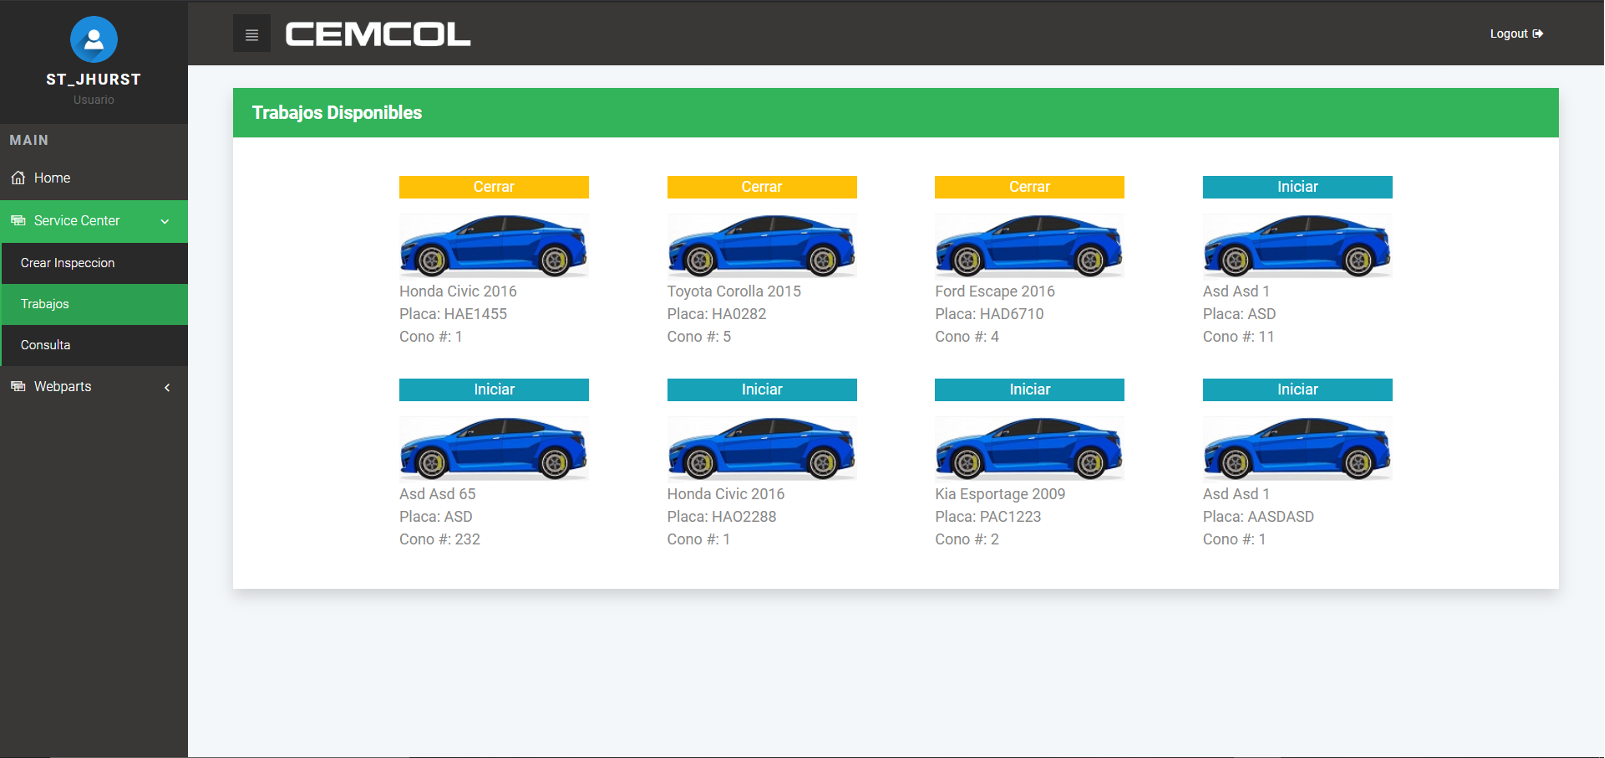 ST_JHURST
Usuario
MAIN
Home
Service Center
Crear Inspeccion
Trabajos
Consulta
Webparts
CEMCOL
Logout
Trabajos Disponibles
Cerrar
Honda Civic 2016
Placa: HAE1455
Cono #: 1
Cerrar
Toyota Corolla 2015
Placa: HA0282
Cono #: 5
Cerrar
Ford Escape 2016
Placa: HAD6710
Cono #: 4
Iniciar
Asd Asd 1
Placa: ASD
Cono #: 11
Iniciar
Asd Asd 65
Placa: ASD
Cono #: 232
Iniciar
Honda Civic 2016
Placa: HAO2288
Cono #: 1
Iniciar
Kia Esportage 2009
Placa: PAC1223
Cono #: 2
Iniciar
Asd Asd 1
Placa: AASDASD
Cono #: 1